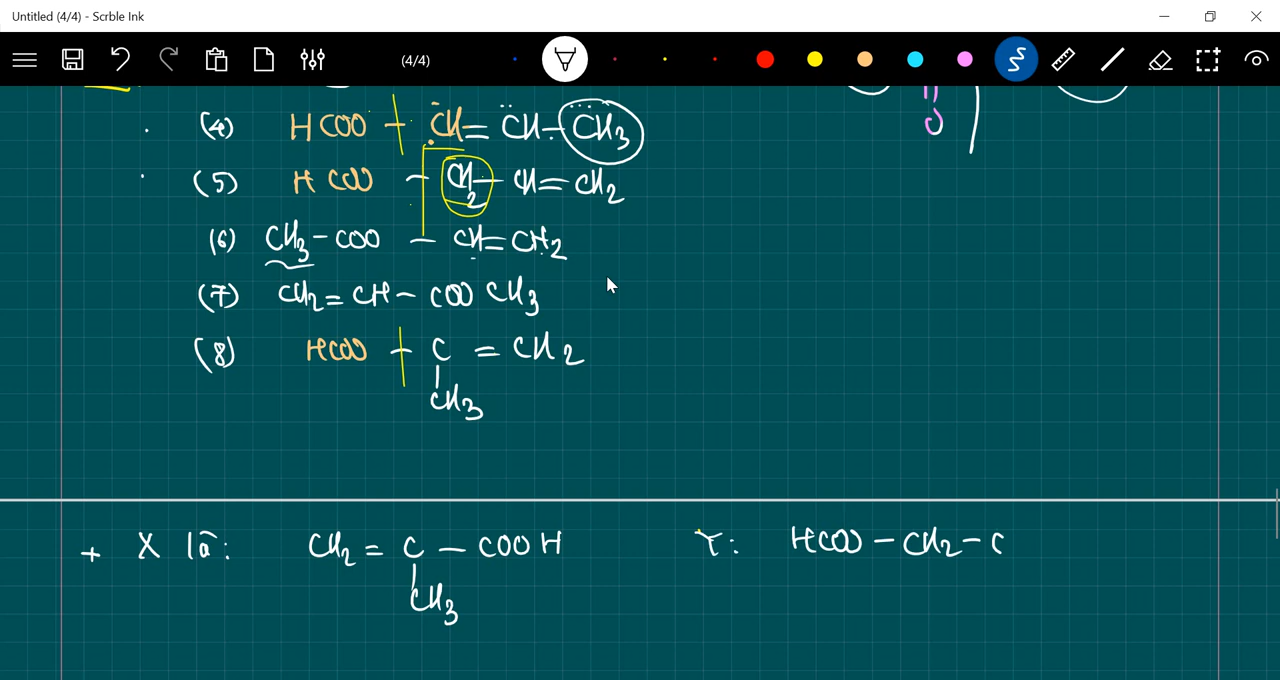 Untitled (4/4) - Scrble Ink
(4/4)
(4) HCOO - CH = CH - CH3
O
(5) HCOO - CH2 - CH = CH2
(6) CH3 - COO - CH = CH2
(7) CH2 = CH - COO CH3
(8) HCOO - C = CH2
CH3
+ X là: CH2 = C - COOH Y: HCOO - CH2 - C
CH3